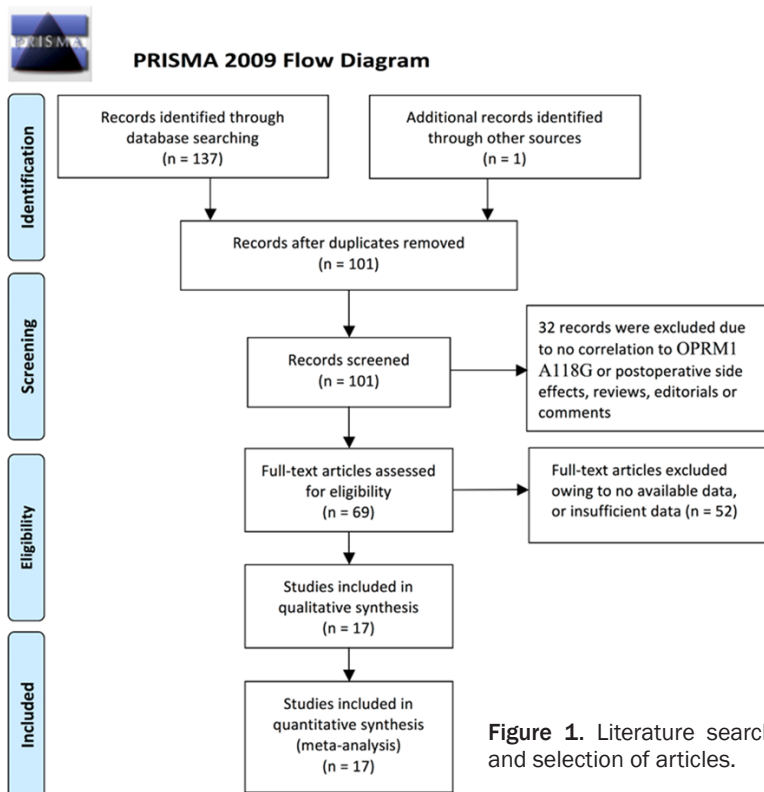 PRISMA
PRISMA 2009 Flow Diagram
Identification
Records identified through
database searching
(n = 137)
Additional records identified
through other sources
(n = 1)
Records after duplicates removed
(n = 101)
Screening
Records screened
(n = 101)
32 records were excluded due
to no correlation to OPRM1
A118G or postoperative side
effects, reviews, editorials or
comments
Eligibility
Full-text articles assessed
for eligibility
(n = 69)
Full-text articles excluded
owing to no available data,
or insufficient data (n = 52)
Studies included in
qualitative synthesis
(n = 17)
Included
Studies included in
quantitative synthesis
(meta-analysis)
(n = 17)
Figure 1. Literature search
and selection of articles.